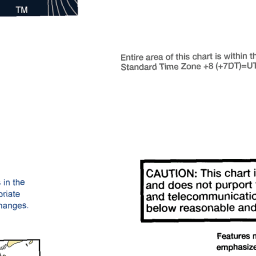 TM
Entire area of this chart is within th
Standard Time Zone +8 (+7DT)=UT
in the
priate
hanges.
CAUTION: This chart i
and does not purport
and telecommunicatio
below reasonable and
Features
emphasize